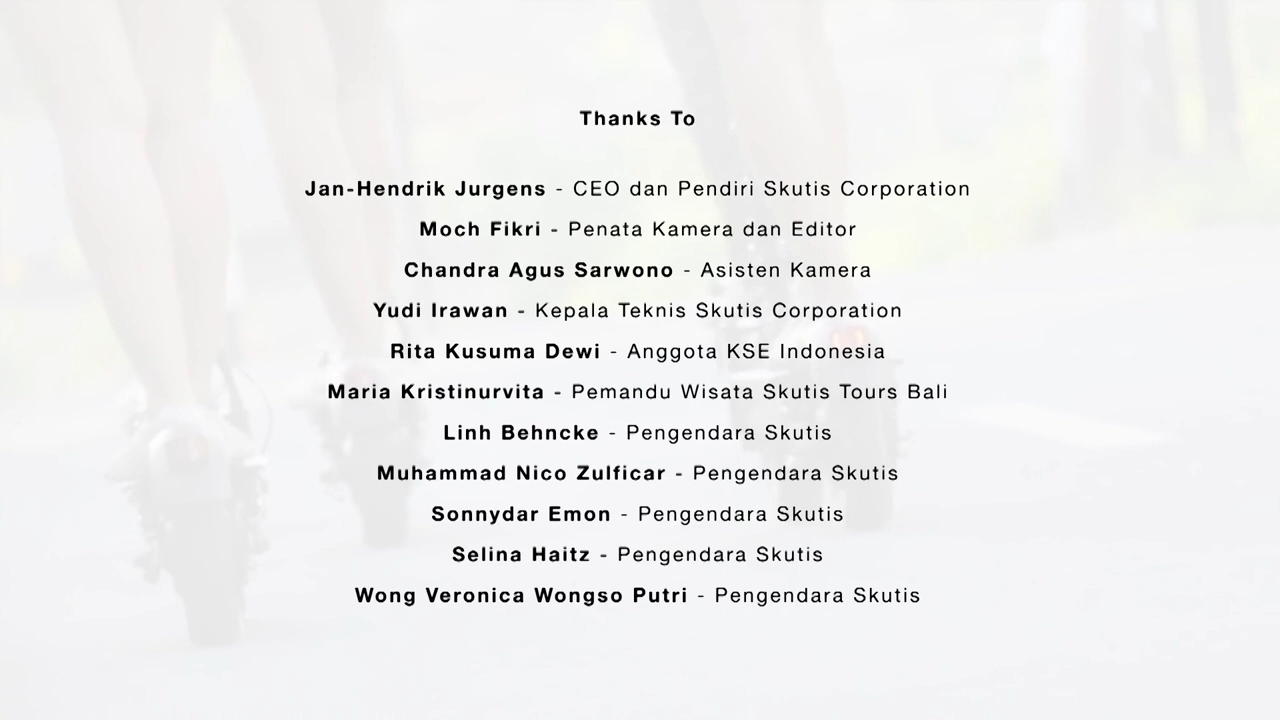 Thanks To
Jan-Hendrik Jurgens - CEO dan Pendiri Skutis Corporation
Moch Fikri - Penata Kamera dan Editor
Chandra Agus Sarwono - Asisten Kamera
Yudi Irawan - Kepala Teknis Skutis Corporation
Rita Kusuma Dewi - Anggota KSE Indonesia
Maria Kristinurvita - Pemandu Wisata Skutis Tours Bali
Linh Behncke - Pengendara Skutis
Muhammad Nico Zulficar - Pengendara Skutis
Sonnydar Emon - Pengendara Skutis
Selina Haitz - Pengendara Skutis
Wong Veronica Wongso Putri - Pengendara Skutis